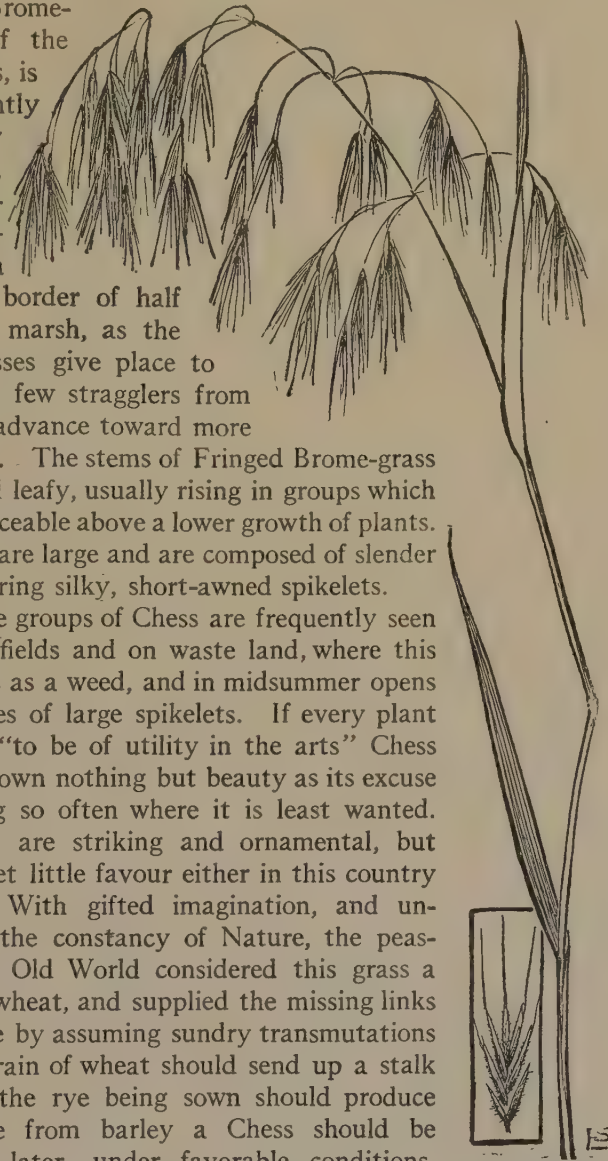 rome-
f the
s, is
ntly
border of half
marsh, as the
sses give place to
few stragglers from
advance toward more
. The stems of Fringed Brome-grass
leafy, usually rising in groups which
ceable above a lower growth of plants.
are large and are composed of slender
ring silky, short-awned spikelets.
e groups of Chess are frequently seen
fields and on waste land, where this
as a weed, and in midsummer opens
es of large spikelets. If every plant
“to be of utility in the arts” Chess
own nothing but beauty as its excuse
g so often where it is least wanted.
are striking and ornamental, but
et little favour either in this country
With gifted imagination, and un-
the constancy of Nature, the peas-
Old World considered this grass a
wheat, and supplied the missing links
e by assuming sundry transmutations
rain of wheat should send up a stalk
the rye being sown should produce
e from barley a Chess should be
later, under favorable conditions,